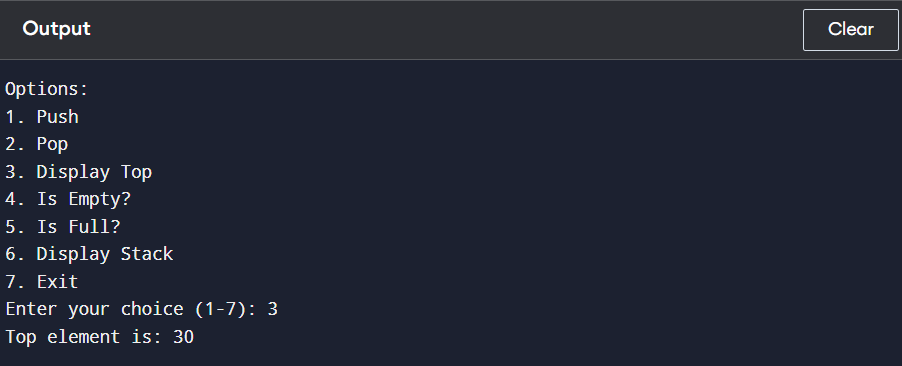 Output
Clear
Options:
1. Push
2. Pop
3. Display Top
4. Is Empty?
5. Is Full?
6. Display Stack
7. Exit
Enter your choice (1-7): 3
Top element is: 30